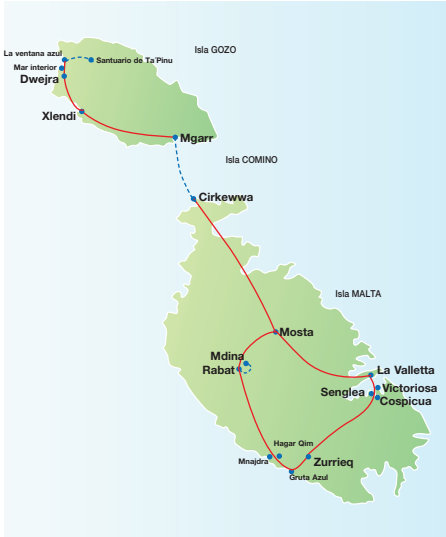 Isla GOZO
La ventana azul
Santuario de Ta'Pinu
Mar interior
Dwejra
Xlendi
Mgarr
Isla COMINO
Cirkewwa
Isla MALTA
Mosta
Mdina
Rabat
La Valletta
Victoriosa
Senglea
Cospicua
Hagar Qim
Mnajdra
Zurrieq
Gruta Azul